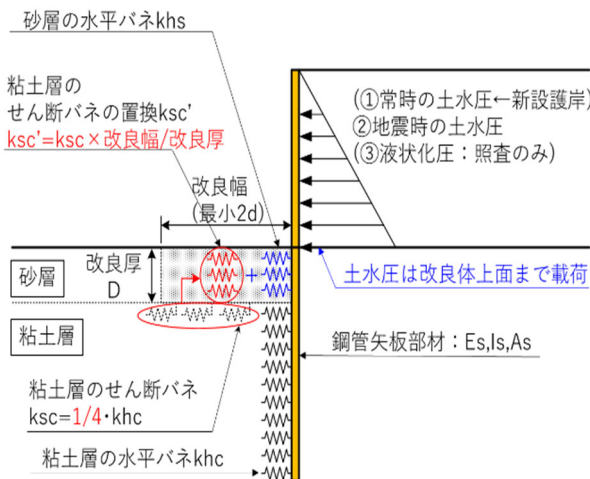 砂層の水平バネkhs
粘土層の
せん断バネの置換ksc'
ksc'=ksc×改良幅/改良厚
(①常時の土水圧←新設護岸)
②地震時の土水圧
(③液状化圧：照査のみ)
改良幅
(最小2d)
砂層
改良厚
D
+
土水圧は改良体上面まで載荷
粘土層
鋼管矢板部材：Es,Is,As
粘土層のせん断バネ
ksc=1/4・khc
粘土層の水平バネkhc